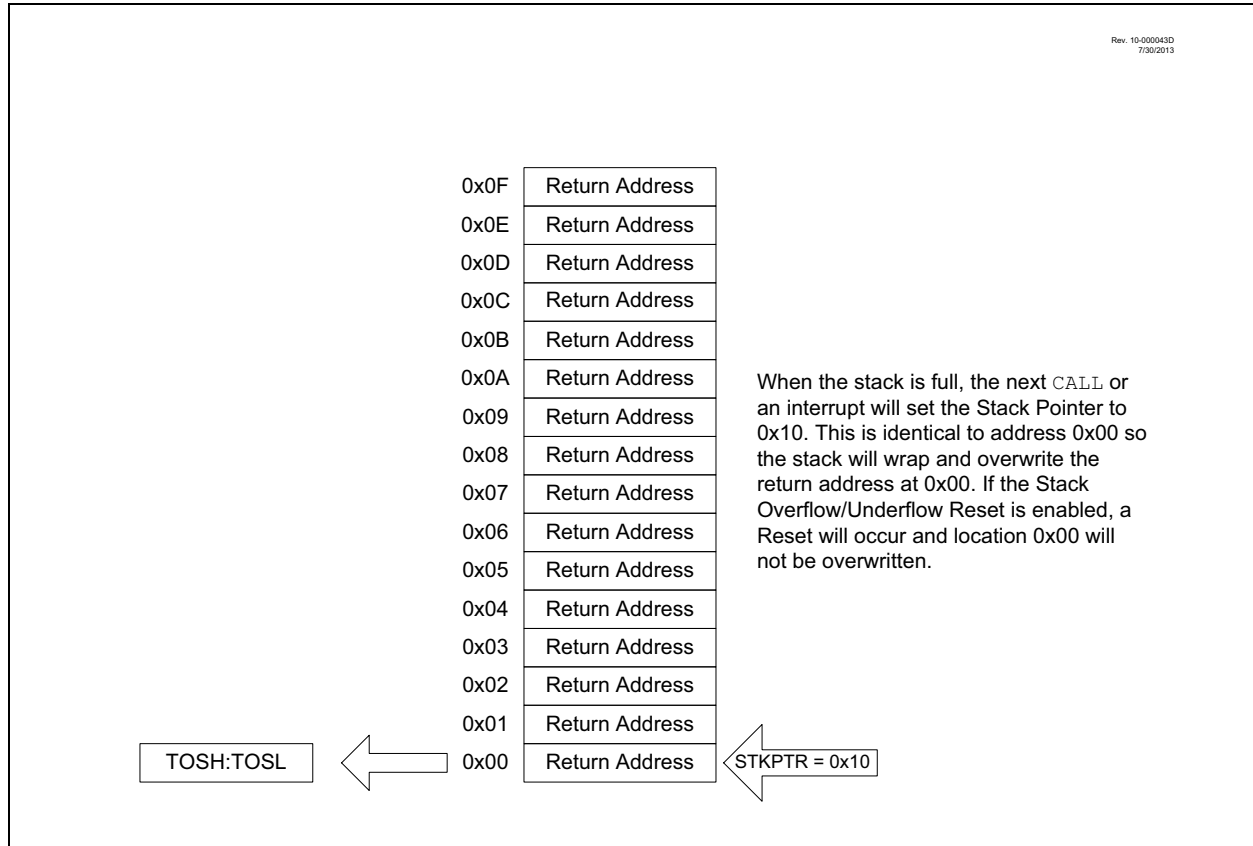 Rev. 10-000043D
7/30/2013
0x0F Return Address
0x0E Return Address
0x0D Return Address
0x0C Return Address
0x0B Return Address
0x0A Return Address
0x09 Return Address
0x08 Return Address
0x07 Return Address
0x06 Return Address
0x05 Return Address
0x04 Return Address
0x03 Return Address
0x02 Return Address
0x01 Return Address
TOSH:TOSL 0x00 Return Address STKPTR = 0x10
When the stack is full, the next CALL or
an interrupt will set the Stack Pointer to
0x10. This is identical to address 0x00 so
the stack will wrap and overwrite the
return address at 0x00. If the Stack
Overflow/Underflow Reset is enabled, a
Reset will occur and location 0x00 will
not be overwritten.